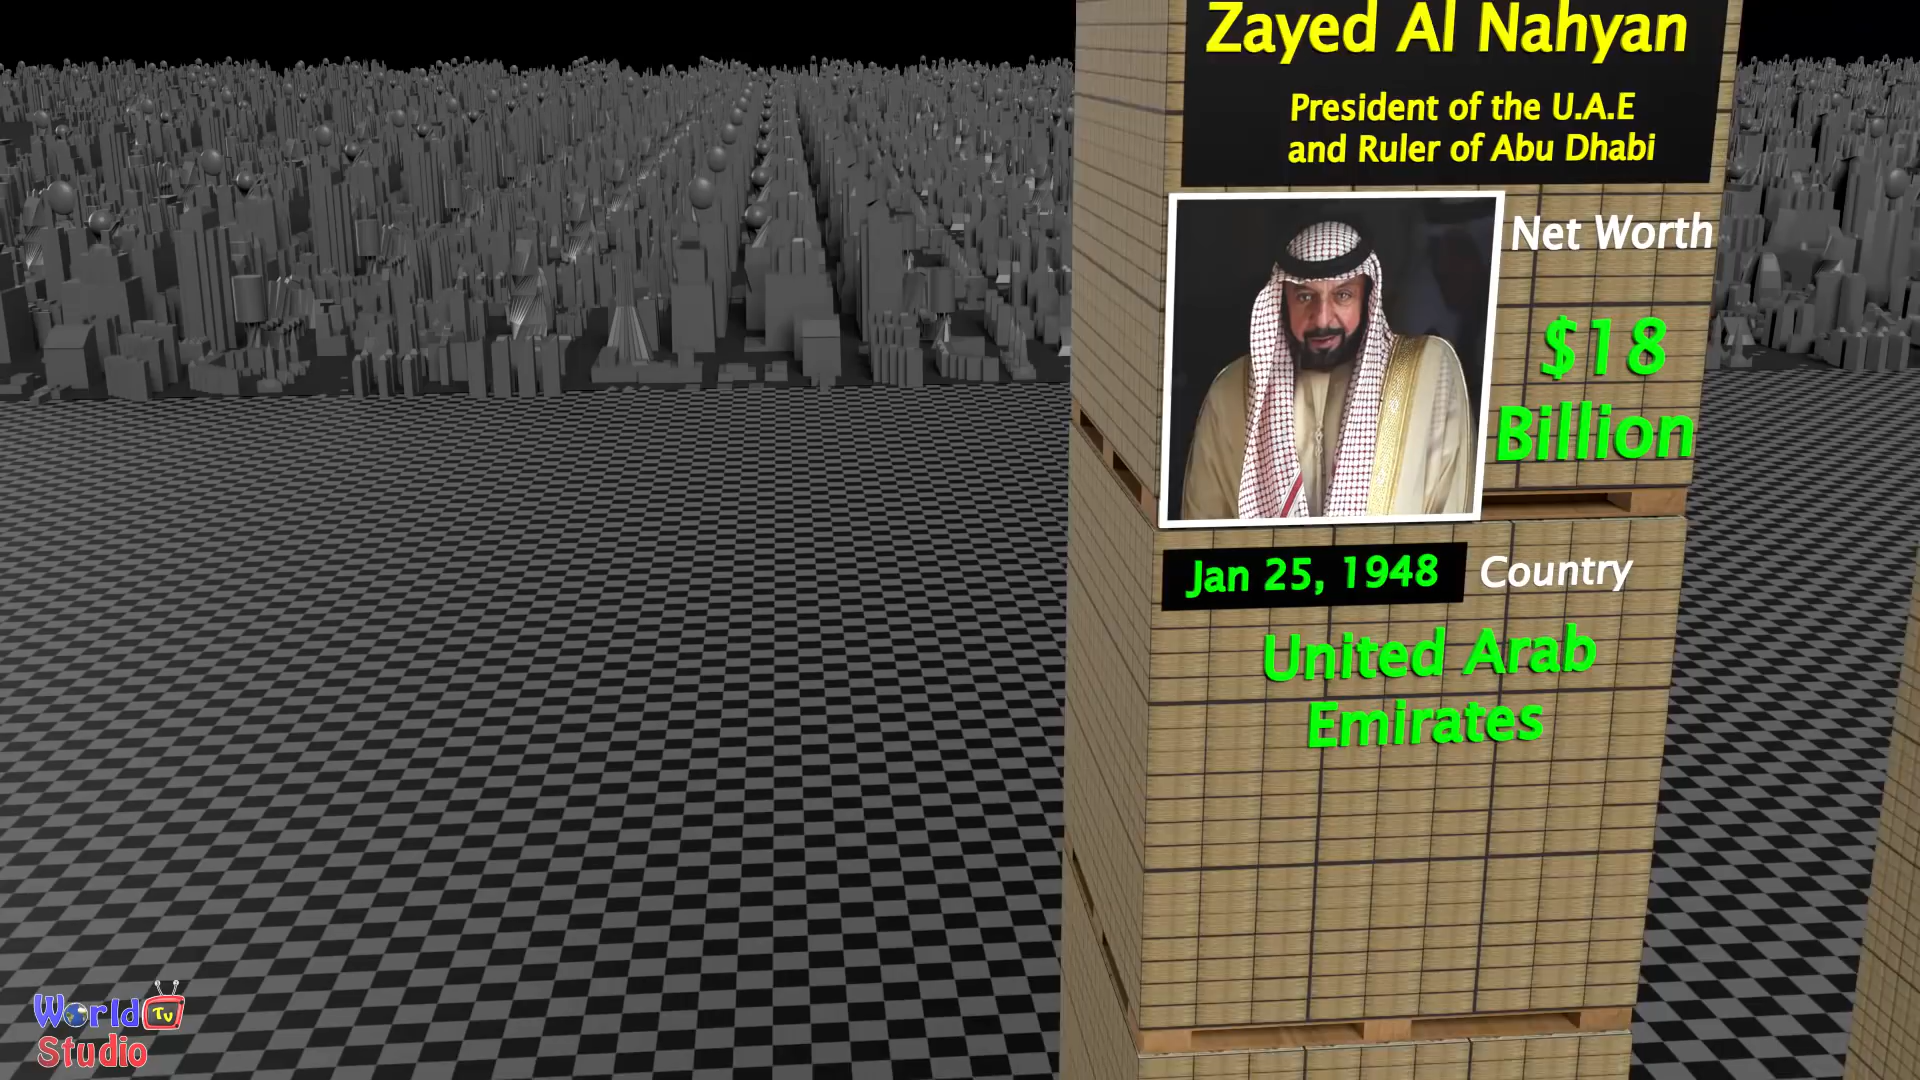 Zayed Al Nahyan
President of the U.A.E
and Ruler of Abu Dhabi
Net Worth
$18
Billion
Jan 25, 1948
Country
United Arab
Emirates
World Tv
Studio